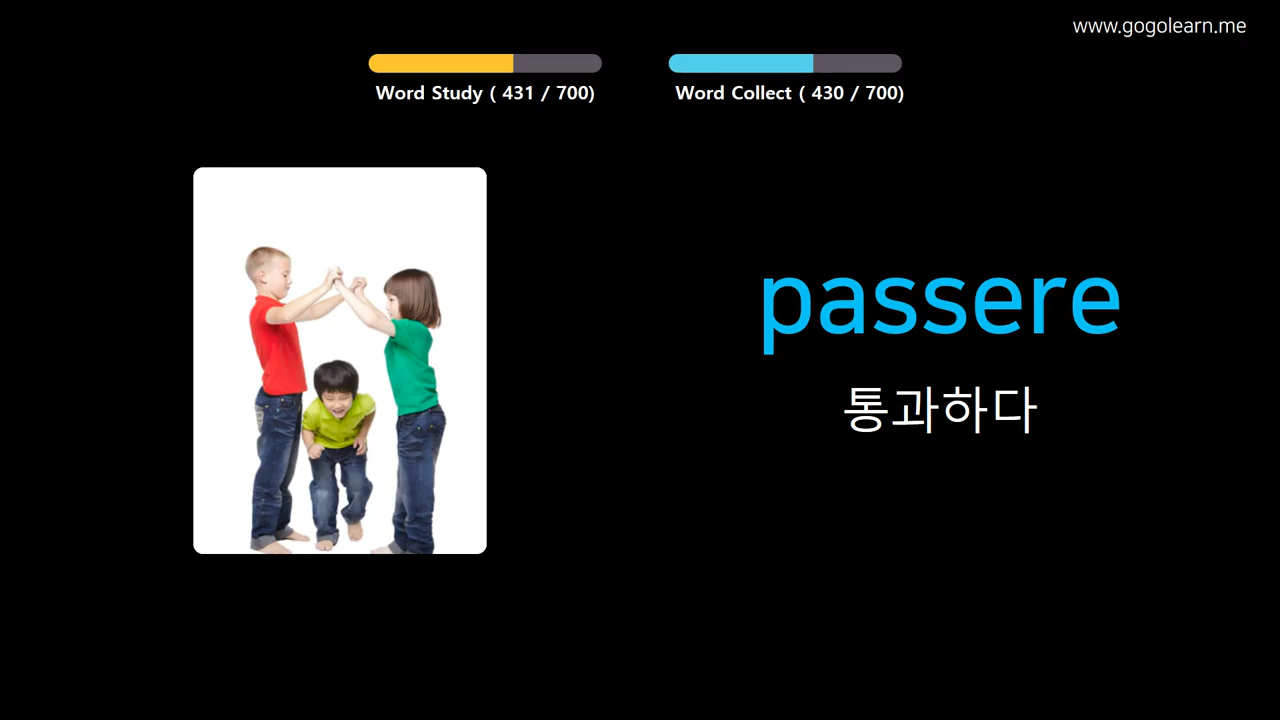 www.gogolearn.me
Word Study ( 431 / 700)
Word Collect ( 430 / 700)
passere
통과하다